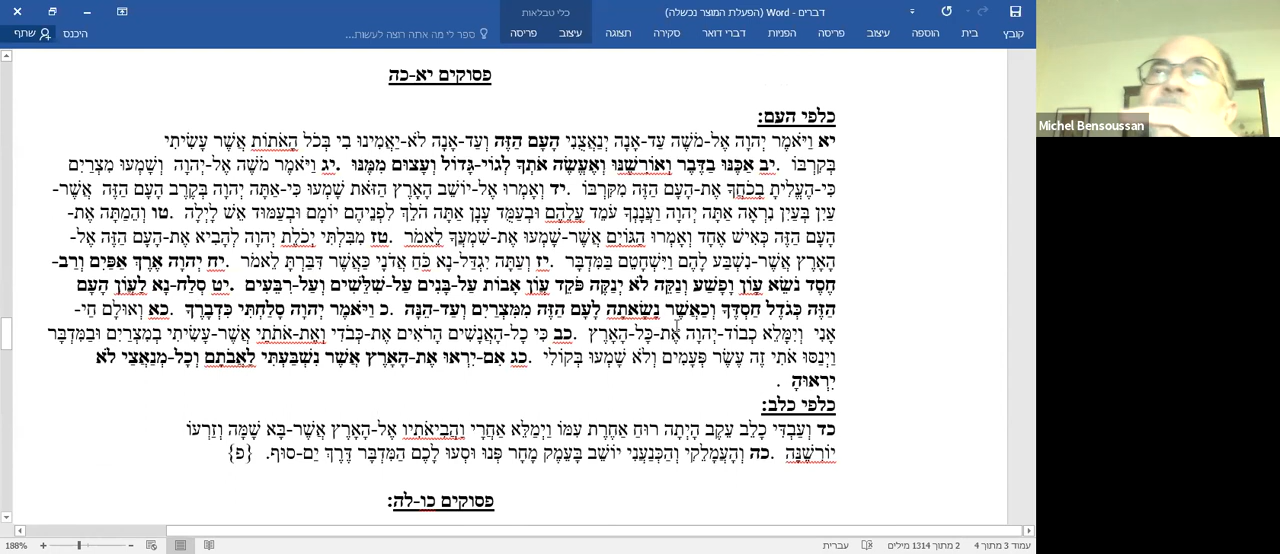 דברים - Word (הפעלת המוצר נכשלה)
כלי טבלאות
קובץ
בית
הוספה
עיצוב
פריסה
הפניות
דברי דואר
סקירה
תצוגה
עיצוב
פריסה
ספר לי מה אתה רוצה לעשות...
היכנס
שתף
פסוקים יא-כה
כלפי העם:
יא וַיֹּאמֶר יְהוָה אֶל-מֹשֶׁה עַד-אָנָה יְנַאֲצֻנִי הָעָם הַזֶּה וְעַד-אָנָה לֹא-יַאֲמִינוּ בִי בְּכֹל הָאֹתוֹת אֲשֶׁר עָשִׂיתִי
בְּקִרְבּוֹ .יב אַכֶּנּוּ בַדֶּבֶר וְאוֹרִשֶׁנּוּ וְאֶעֱשֶׂה אֹתְךָ לְגוֹי-גָּדוֹל וְעָצוּם מִמֶּנּוּ .יג וַיֹּאמֶר מֹשֶׁה אֶל-יְהוָה וְשָׁמְעוּ מִצְרַיִם
כִּי-הֶעֱלִיתָ בְכֹחֲךָ אֶת-הָעָם הַזֶּה מִקִּרְבּוֹ .יד וְאָמְרוּ אֶל-יוֹשֵׁב הָאָרֶץ הַזֹּאת שָׁמְעוּ כִּי-אַתָּה יְהוָה בְּקֶרֶב הָעָם הַזֶּה אֲשֶׁר-
עַיִן בְּעַיִן נִרְאָה אַתָּה יְהוָה וַעֲנָנְךָ עֹמֵד עֲלֵהֶם וּבְעַמֻּד עָנָן אַתָּה הֹלֵךְ לִפְנֵיהֶם יוֹמָם וּבְעַמּוּד אֵשׁ לָיְלָה .טו וְהֵמַתָּה אֶת-
הָעָם הַזֶּה כְּאִישׁ אֶחָד וְאָמְרוּ הַגּוֹיִם אֲשֶׁר-שָׁמְעוּ אֶת-שִׁמְעֲךָ לֵאמֹר .טז מִבִּלְתִּי יְכֹלֶת יְהוָה לְהָבִיא אֶת-הָעָם הַזֶּה אֶל-
הָאָרֶץ אֲשֶׁר-נִשְׁבַּע לָהֶם וַיִּשְׁחָטֵם בַּמִּדְבָּר .יז וְעַתָּה יִגְדַּל-נָא כֹּחַ אֲדֹנָי כַּאֲשֶׁר דִּבַּרְתָּ לֵאמֹר .יח יְהוָה אֶרֶךְ אַפַּיִם וְרַב-
חֶסֶד נֹשֵׂא עָוֹן וָפָשַׁע וְנַקֵּה לֹא יְנַקֶּה פֹּקֵד עֲוֹן אָבוֹת עַל-בָּנִים עַל-שִׁלֵּשִׁים וְעַל-רִבֵּעִים .יט סְלַח-נָא לַעֲוֹן הָעָם
הַזֶּה כְּגֹדֶל חַסְדֶּךָ וְכַאֲשֶׁר נָשָׂאתָה לָעָם הַזֶּה מִמִּצְרַיִם וְעַד-הֵנָּה .כ וַיֹּאמֶר יְהוָה סָלַחְתִּי כִּדְבָרֶךָ .כא וְאוּלָם חַי-
אָנִי וְיִמָּלֵא כְבוֹד-יְהוָה אֶת-כָּל-הָאָרֶץ .כב כִּי כָל-הָאֲנָשִׁים הָרֹאִים אֶת-כְּבֹדִי וְאֶת-אֹתֹתַי אֲשֶׁר-עָשִׂיתִי בְמִצְרַיִם וּבַמִּדְבָּר
וַיְנַסּוּ אֹתִי זֶה עֶשֶׂר פְּעָמִים וְלֹא שָׁמְעוּ בְּקוֹלִי .כג אִם-יִרְאוּ אֶת-הָאָרֶץ אֲשֶׁר נִשְׁבַּעְתִּי לַאֲבֹתָם וְכָל-מְנַאֲצַי לֹא
יִרְאוּהָ .
כלפי כלב:
כד וְעַבְדִּי כָלֵב עֵקֶב הָיְתָה רוּחַ אַחֶרֶת עִמּוֹ וַיְמַלֵּא אַחֲרָי וַהֲבִיאֹתִיו אֶל-הָאָרֶץ אֲשֶׁר-בָּא שָׁמָּה וְזַרְעוֹ
יוֹרִשֶׁנָּה .כה וְהָעֲמָלֵקִי וְהַכְּנַעֲנִי יוֹשֵׁב בָּעֵמֶק מָחָר פְּנוּ וּסְעוּ לָכֶם הַמִּדְבָּר דֶּרֶךְ יַם-סוּף. {פ}
פסוקים כו-לה:
עמוד 3 מתוך 4
2 מתוך 1314 מילים
עברית
188%
Michel Bensoussan